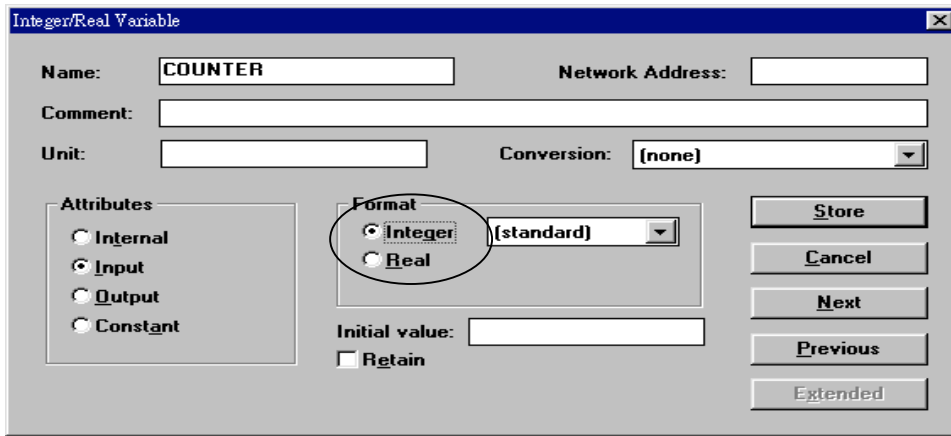 Integer/Real Variable
Name: COUNTER Network Address:
Comment:
Unit: Conversion: (none)
Attributes
Internal
Input
Output
Constant
Format
Integer (standard)
Real
Initial value:
Retain
Store
Cancel
Next
Previous
Extended